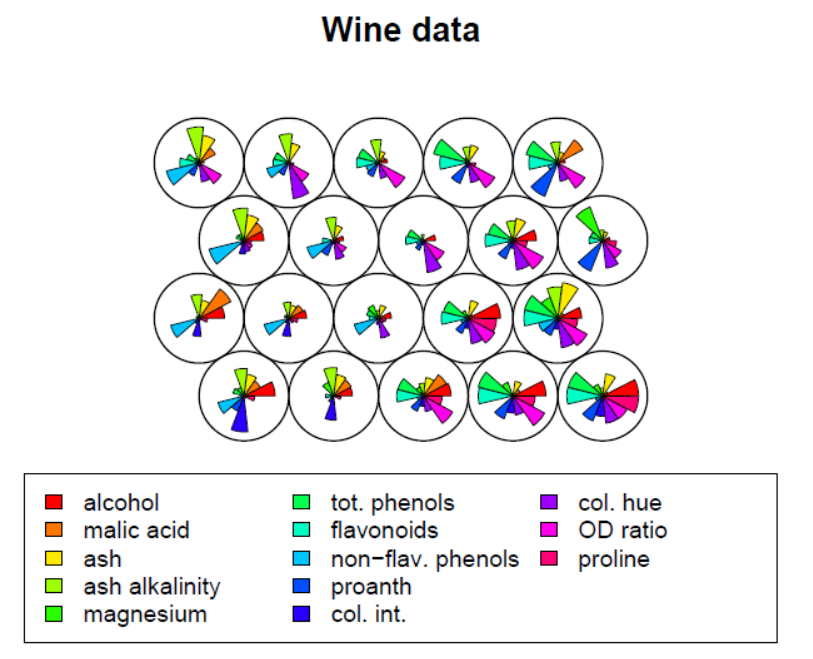 Wine data
alcohol
malic acid
ash
ash alkalinity
magnesium
tot. phenols
flavonoids
non−flav. phenols
proanth
col. int.
col. hue
OD ratio
proline